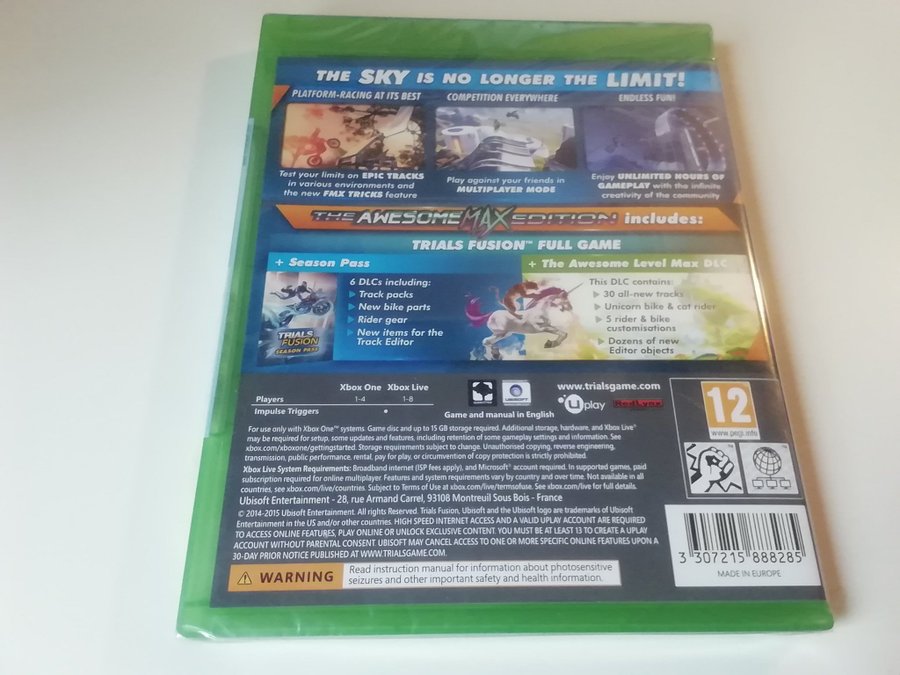 THE SKY IS NO LONGER THE LIMIT!
PLATFORM-RACING AT ITS BEST
COMPETITION EVERYWHERE
ENDLESS FUN!
Test your limits on EPIC TRACKS
in various environments and
the new FMX TRICKS feature
Play against your friends in
MULTIPLAYER MODE
Enjoy UNLIMITED HOURS OF
GAMEPLAY with the infinite
creativity of the community
THE AWESOME MAX EDITION includes:
TRIALS FUSION™ FULL GAME
+ Season Pass
TRIALS
FUSION
SEASON PASS
6 DLCs including:
Track packs
New bike parts
Rider gear
New items for the
Track Editor
+ The Awesome Level Max DLC
This DLC contains:
30 all-new tracks
Unicorn bike & cat rider
5 rider & bike
customisations
Dozens of new
Editor objects
Xbox One Xbox Live
Players 1-4 1-8
Impulse Triggers •
UBISOFT
Game and manual in English
www.trialsgame.com
Uplay RedLynx
12
www.pegi.info
For use only with Xbox One™ systems. Game disc and up to 15 GB storage required. Additional storage, hardware, and Xbox Live®
may be required for setup, some updates and features, including retention of some gameplay settings and information. See
xbox.com/xboxone/gettingstarted. Storage requirements subject to change. Unauthorised copying, reverse engineering,
transmission, public performance, rental, pay for play, or circumvention of copy protection is strictly prohibited.
Xbox Live System Requirements: Broadband internet (ISP fees apply), and Microsoft® account required. In supported games, paid
subscription required for online multiplayer. Features and system requirements vary by country and over time. Not available in all
countries, see xbox.com/live/countries. Subject to Terms of Use at xbox.com/live/termsofuse. See xbox.com/live for full details.
Ubisoft Entertainment - 28, rue Armand Carrel, 93108 Montreuil Sous Bois - France
© 2014-2015 Ubisoft Entertainment. All rights Reserved. Trials Fusion, Ubisoft and the Ubisoft logo are trademarks of Ubisoft
Entertainment in the US and/or other countries. HIGH SPEED INTERNET ACCESS AND A VALID UPLAY ACCOUNT ARE REQUIRED
TO ACCESS ONLINE FEATURES, PLAY ONLINE OR UNLOCK EXCLUSIVE CONTENT. YOU MUST BE AT LEAST 13 TO CREATE A UPLAY
ACCOUNT WITHOUT PARENTAL CONSENT. UBISOFT MAY CANCEL ACCESS TO ONE OR MORE SPECIFIC ONLINE FEATURES UPON A
30-DAY PRIOR NOTICE PUBLISHED AT WWW.TRIALSGAME.COM.
WARNING
Read instruction manual for information about photosensitive
seizures and other important safety and health information.
3 307215 888285
MADE IN EUROPE